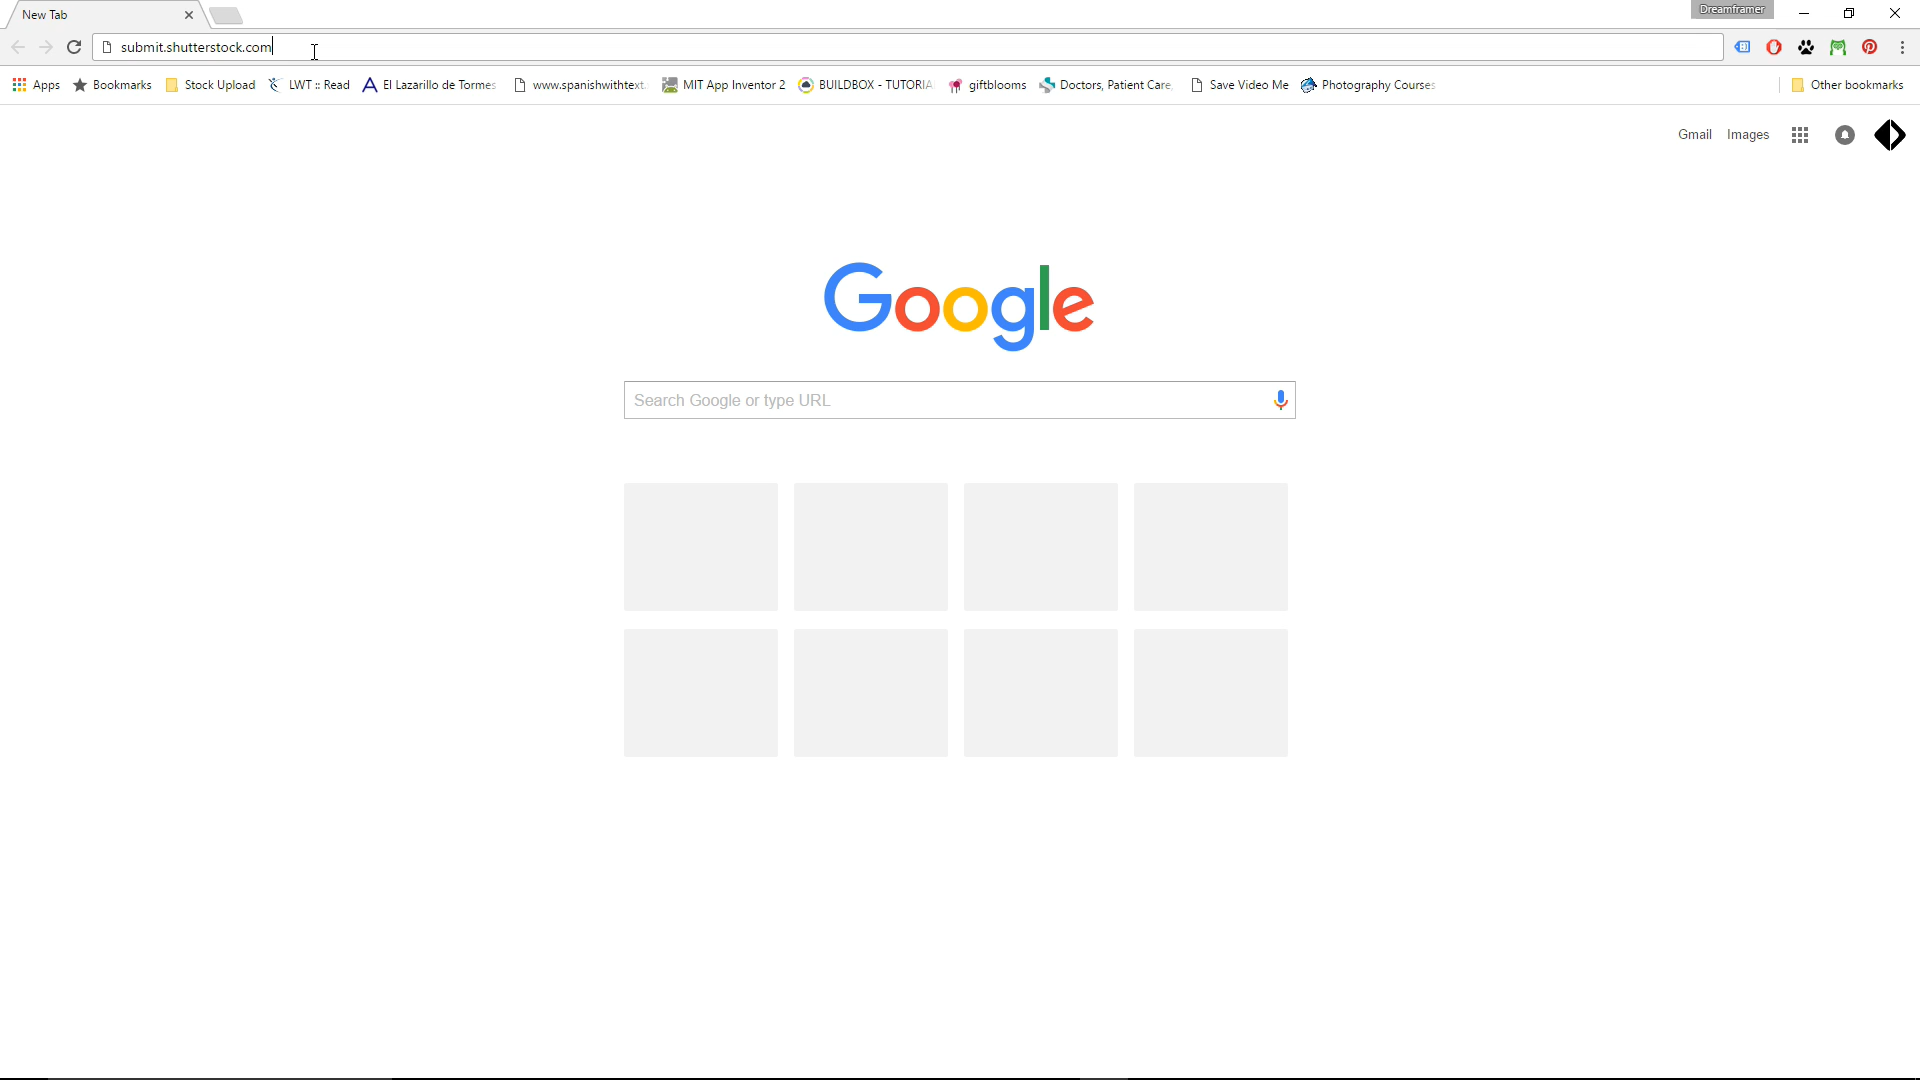 New Tab
Dreamframer
submit.shutterstock.com
Apps Bookmarks Stock Upload LWT :: Read El Lazarillo de Tormes www.spanishwithtext. MIT App Inventor 2 BUILDBOX - TUTORIA giftblooms Doctors, Patient Care, Save Video Me Photography Courses Other bookmarks
Gmail Images
Google
Search Google or type URL